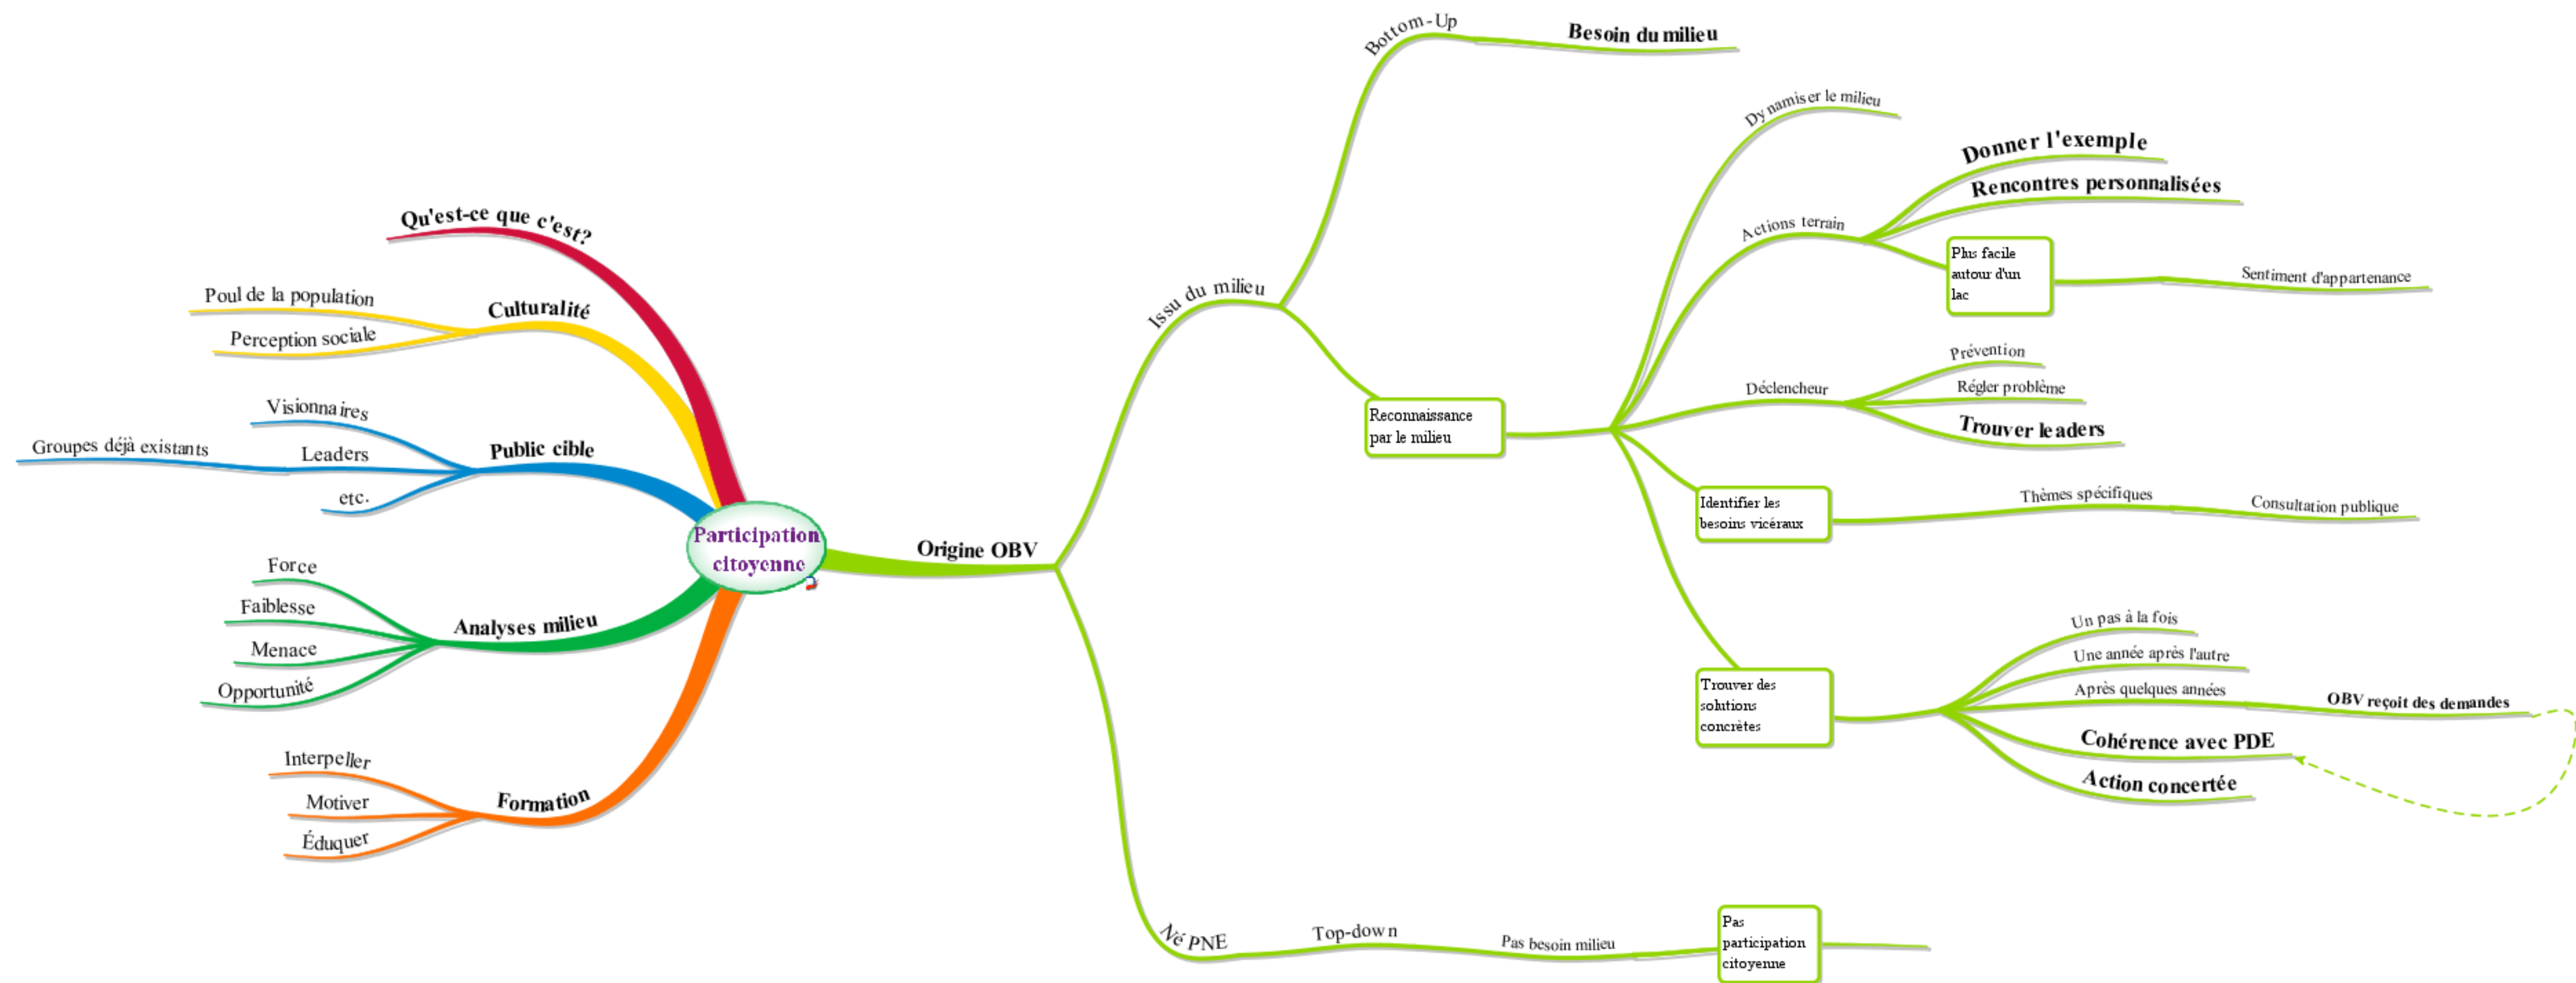 Participation
citoyenne
Qu'est-ce que c'est?
Culturalité
Poul de la population
Perception sociale
Public cible
Visionnaires
Leaders
Groupes déjà existants
etc.
Analyses milieu
Force
Faiblesse
Menace
Opportunité
Formation
Interpeller
Motiver
Éduquer
Origine OBV
Issu du milieu
Bottom-Up
Besoin du milieu
Reconnaissance
par le milieu
Dynamiser le milieu
Actions terrain
Donner l'exemple
Rencontres personnalisées
Plus facile
autour d'un
lac
Sentiment d'appartenance
Déclencheur
Prévention
Régler problème
Trouver leaders
Identifier les
besoins vicéraux
Thèmes spécifiques
Consultation publique
Trouver des
solutions
concrètes
Un pas à la fois
Une année après l'autre
Après quelques années
OBV reçoit des demandes
Cohérence avec PDE
Action concertée
Né PNE
Top-down
Pas besoin milieu
Pas
participation
citoyenne